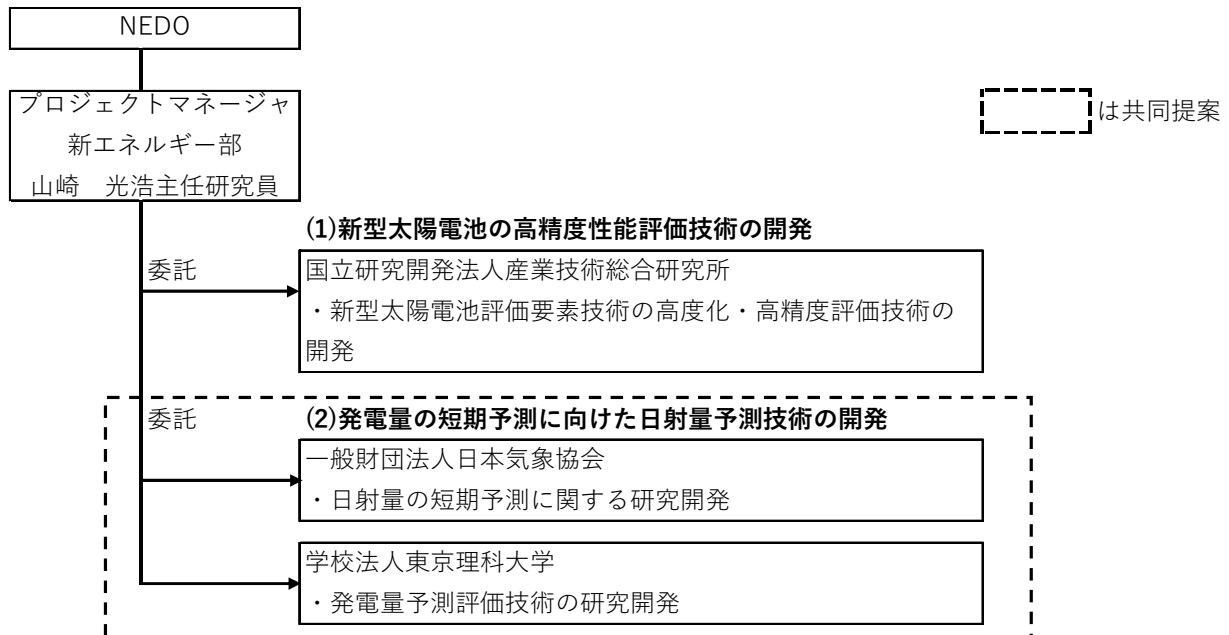 NEDO
プロジェクトマネージャ
新エネルギー部
山崎　光浩主任研究員
は共同提案
(1)新型太陽電池の高精度性能評価技術の開発
委託
国立研究開発法人産業技術総合研究所
・新型太陽電池評価要素技術の高度化・高精度評価技術の
開発
委託
(2)発電量の短期予測に向けた日射量予測技術の開発
一般財団法人日本気象協会
・日射量の短期予測に関する研究開発
学校法人東京理科大学
・発電量予測評価技術の研究開発